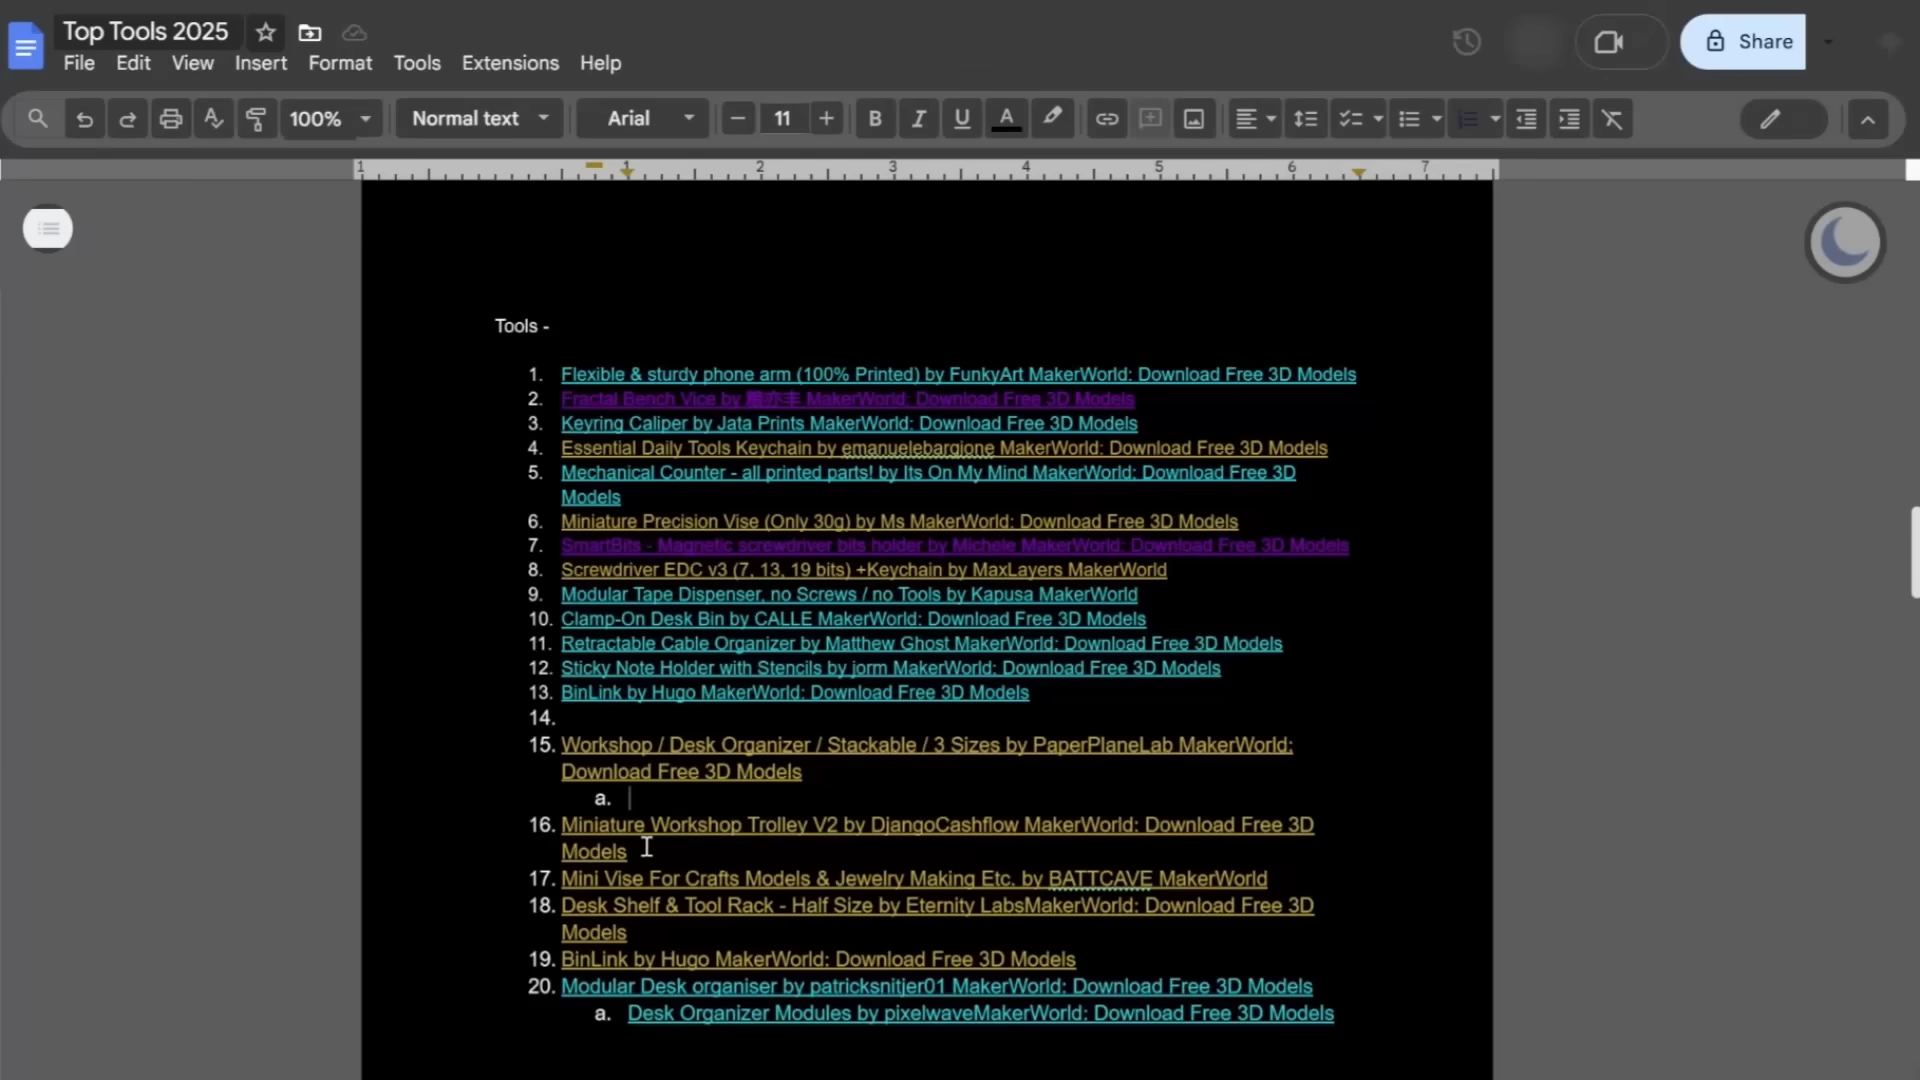 Top Tools 2025
File Edit View Insert Format Tools Extensions Help
Share
100% Normal text Arial 11
1 1 2 3 4 5 6 7
Tools -
1. Flexible & sturdy phone arm (100% Printed) by FunkyArt MakerWorld: Download Free 3D Models
2. Fractal Bench Vice by 亦丰 MakerWorld: Download Free 3D Models
3. Keyring Caliper by Jata Prints MakerWorld: Download Free 3D Models
4. Essential Daily Tools Keychain by emanuelebargione MakerWorld: Download Free 3D Models
5. Mechanical Counter - all printed parts! by Its On My Mind MakerWorld: Download Free 3D
Models
6. Miniature Precision Vise (Only 30g) by Ms MakerWorld: Download Free 3D Models
7. SmartBits - Magnetic screwdriver bits holder by Michele MakerWorld: Download Free 3D Models
8. Screwdriver EDC v3 (7, 13, 19 bits) +Keychain by MaxLayers MakerWorld
9. Modular Tape Dispenser, no Screws / no Tools by Kapusa MakerWorld
10. Clamp-On Desk Bin by CALLE MakerWorld: Download Free 3D Models
11. Retractable Cable Organizer by Matthew Ghost MakerWorld: Download Free 3D Models
12. Sticky Note Holder with Stencils by jorm MakerWorld: Download Free 3D Models
13. BinLink by Hugo MakerWorld: Download Free 3D Models
14.
15. Workshop / Desk Organizer / Stackable / 3 Sizes by PaperPlaneLab MakerWorld:
Download Free 3D Models
a.
16. Miniature Workshop Trolley V2 by DjangoCashflow MakerWorld: Download Free 3D
Models
17. Mini Vise For Crafts Models & Jewelry Making Etc. by BATTCAVE MakerWorld
18. Desk Shelf & Tool Rack - Half Size by Eternity LabsMakerWorld: Download Free 3D
Models
19. BinLink by Hugo MakerWorld: Download Free 3D Models
20. Modular Desk organiser by patricksnitjer01 MakerWorld: Download Free 3D Models
a. Desk Organizer Modules by pixelwaveMakerWorld: Download Free 3D Models